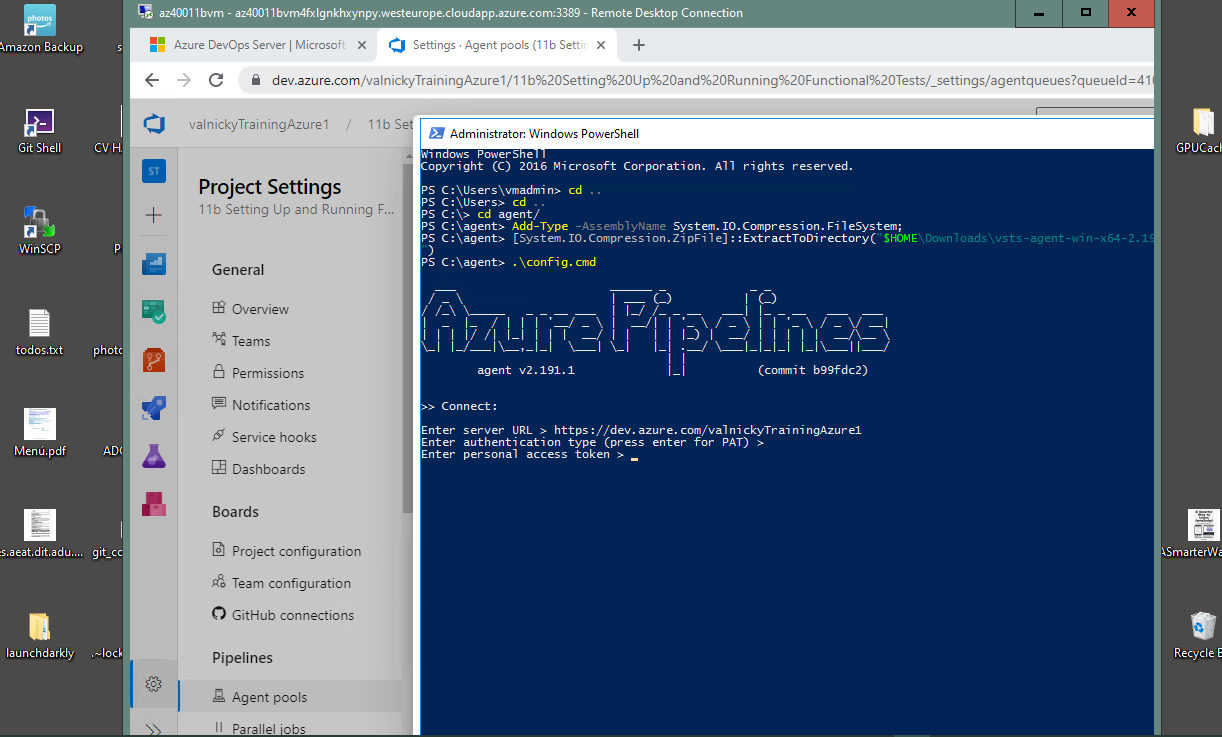 az40011bvm - az40011bvm4fxlgnkhxynpy.westeurope.cloudapp.azure.com:3389 - Remote Desktop Connection
Azure DevOps Server | Microsoft
Settings · Agent pools (11b Settin
dev.azure.com/valnickyTrainingAzure1/11b%20Setting%20Up%20and%20Running%20Functional%20Tests/_settings/agentqueues?queueId=410
valnickyTrainingAzure1 / 11b Set
ST
Project Settings
11b Setting Up and Running F...
General
Overview
Teams
Permissions
Notifications
Service hooks
Dashboards
Boards
Project configuration
Team configuration
GitHub connections
Pipelines
Agent pools
Parallel jobs
Administrator: Windows PowerShell
Windows PowerShell
Copyright (C) 2016 Microsoft Corporation. All rights reserved.
PS C:\Users\vmadmin> cd ..
PS C:\Users> cd ..
PS C:\> cd agent/
PS C:\agent> Add-Type -AssemblyName System.IO.Compression.FileSystem;
PS C:\agent> [System.IO.Compression.ZipFile]::ExtractToDirectory("$HOME\Downloads\vsts-agent-win-x64-2.19
")
PS C:\agent> .\config.cmd
Azure Pipelines
agent v2.191.1 (commit b99fdc2)
>> Connect:
Enter server URL > https://dev.azure.com/valnickyTrainingAzure1
Enter authentication type (press enter for PAT) >
Enter personal access token >
photos
Amazon Backup
Git Shell
CV H
WinSCP
todos.txt
photo
Menú.pdf
ADO
es.aeat.dit.adu....
git_cc
launchdarkly
.~lock
GPUCach
ASmarterWa
Recycle B